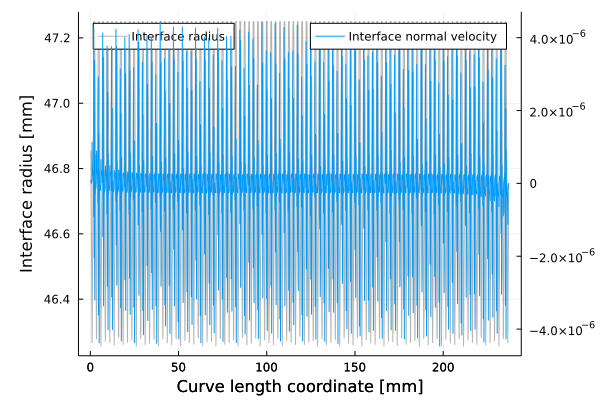 Interface radius
Interface normal velocity
47.2
47.0
46.8
46.6
46.4
Interface radius [mm]
4.0×10⁻⁶
2.0×10⁻⁶
0
−2.0×10⁻⁶
−4.0×10⁻⁶
0 50 100 150 200
Curve length coordinate [mm]